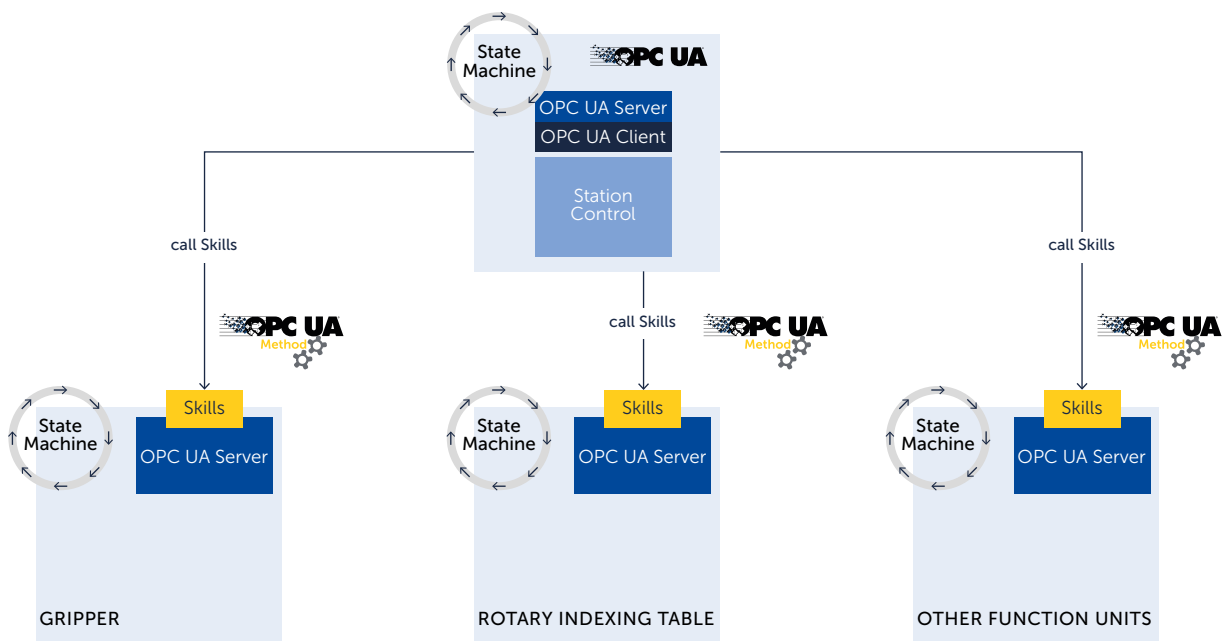 State
Machine
OPC UA
OPC UA Server
OPC UA Client
Station
Control
call Skills
call Skills
call Skills
OPC UA
Method
OPC UA
Method
OPC UA
Method
State
Machine
Skills
OPC UA Server
GRIPPER
State
Machine
Skills
OPC UA Server
ROTARY INDEXING TABLE
State
Machine
Skills
OPC UA Server
OTHER FUNCTION UNITS